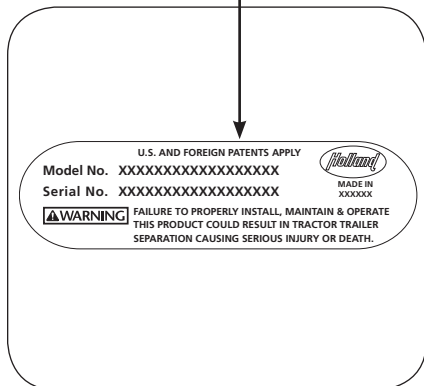 U.S. AND FOREIGN PATENTS APPLY
Holland
Model No. XXXXXXXXXXXXXXXXXX
Serial No. XXXXXXXXXXXXXXXXXX
MADE IN
XXXXXX
WARNING
FAILURE TO PROPERLY INSTALL, MAINTAIN & OPERATE
THIS PRODUCT COULD RESULT IN TRACTOR TRAILER
SEPARATION CAUSING SERIOUS INJURY OR DEATH.